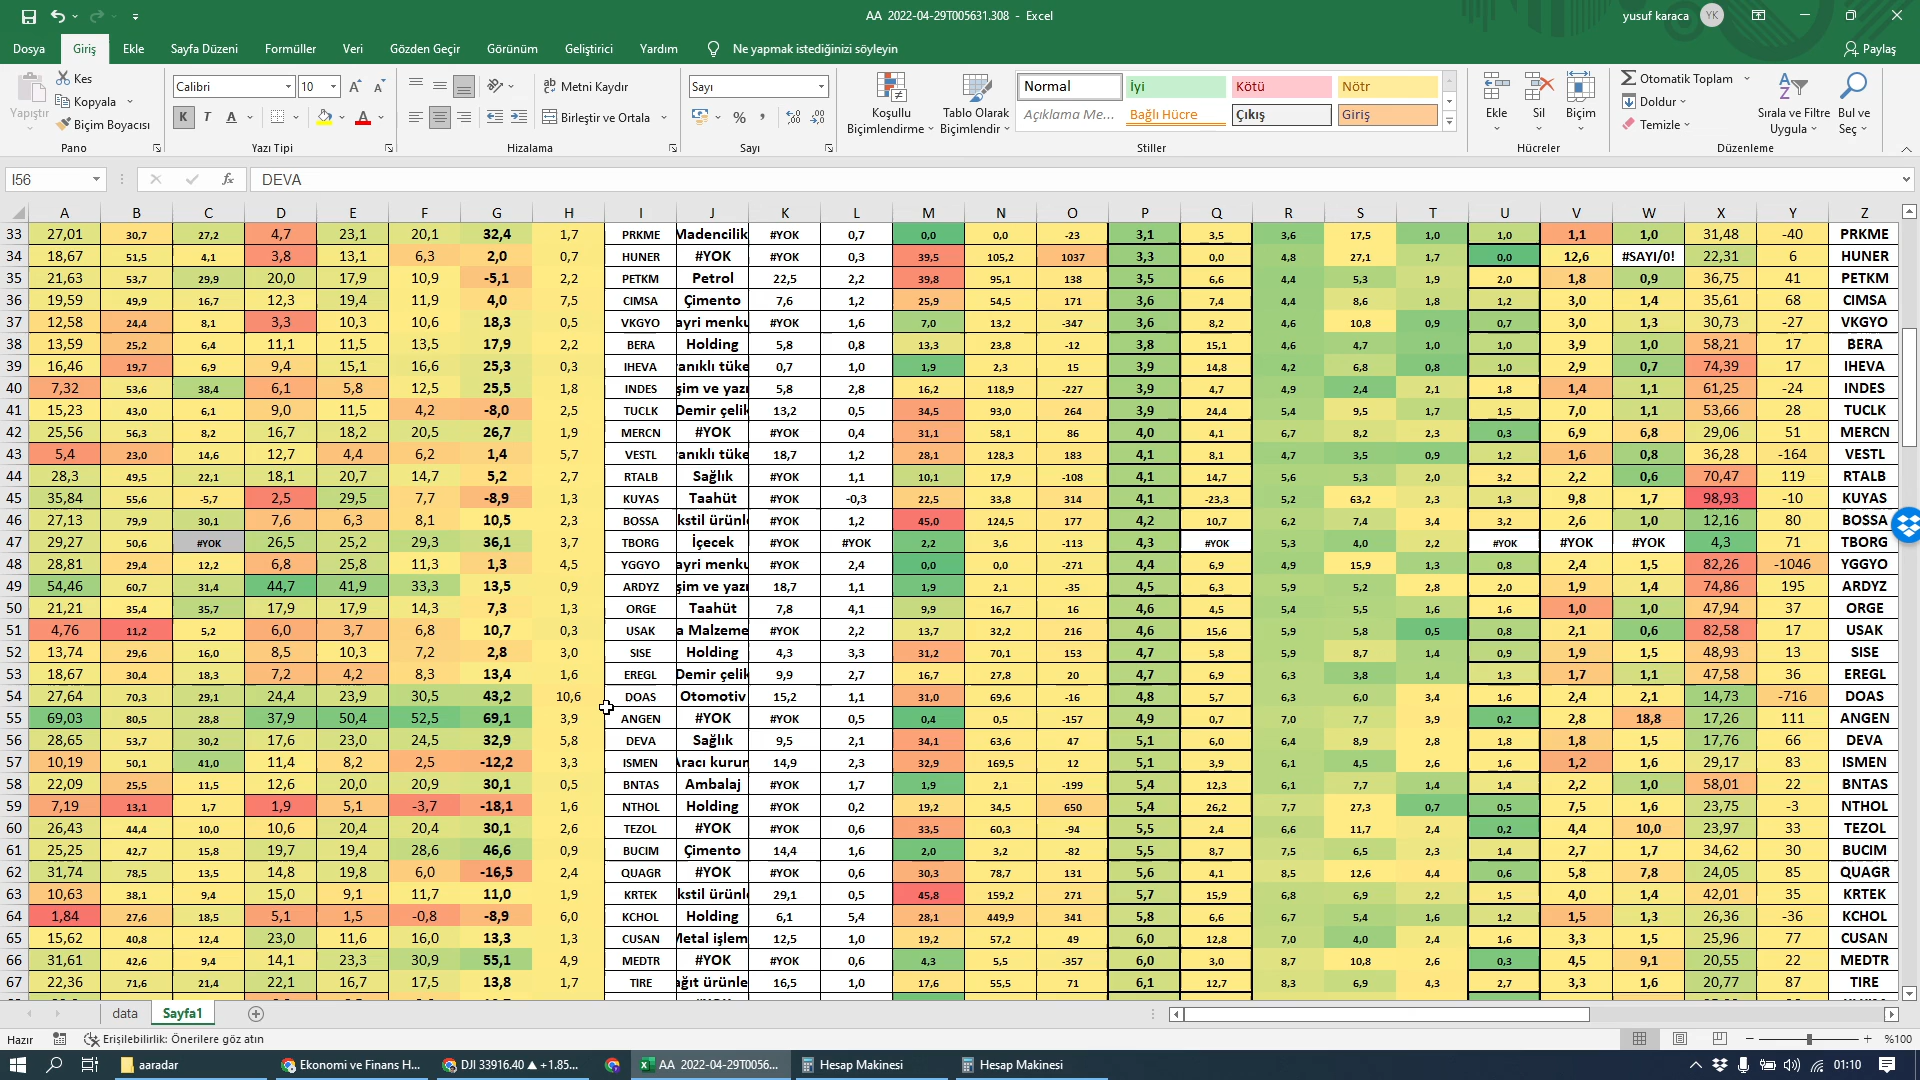 AA 2022-04-29T005631.308 - Excel
yusuf karaca YK
Dosya Giriş Ekle Sayfa Düzeni Formüller Veri Gözden Geçir Görünüm Geliştirici Yardım Ne yapmak istediğinizi söyleyin Paylaş
Yapıştır Kes Kopyala Biçim Boyacısı Pano
Calibri 10 K T A Yazı Tipi
Metni Kaydır Birleştir ve Ortala Hizalama
Sayı % Sayı
Koşullu Biçimlendirme Tablo Olarak Biçimlendir
Normal İyi Kötü Nötr
Açıklama Me... Bağlı Hücre Çıkış Giriş
Stiller
Ekle Sil Biçim Hücreler
Otomatik Toplam Doldur Temizle Sırala ve Filtre Uygula Bul ve Seç Düzenleme
I56 fx DEVA
A B C D E F G H I J K L M N O P Q R S T U V W X Y Z
33 27,01 30,7 27,2 4,7 23,1 20,1 32,4 1,7 PRKME Madencilik #YOK 0,7 0,0 0,0 -23 3,1 3,5 3,6 17,5 1,0 1,0 1,1 1,0 31,48 -40 PRKME
34 18,67 51,5 4,1 3,8 13,1 6,3 2,0 0,7 HUNER #YOK #YOK 0,3 39,5 105,2 1037 3,3 0,0 4,8 27,1 1,7 0,0 12,6 #SAYI/0! 22,31 6 HUNER
35 21,63 53,7 29,9 20,0 17,9 10,9 -5,1 2,2 PETKM Petrol 22,5 2,2 39,8 95,1 138 3,5 6,6 4,4 5,3 1,9 2,0 1,8 0,9 36,75 41 PETKM
36 19,59 49,9 16,7 12,3 19,4 11,9 4,0 7,5 CIMSA Çimento 7,6 1,2 25,9 54,5 171 3,6 7,4 4,4 8,6 1,8 1,2 3,0 1,4 35,61 68 CIMSA
37 12,58 24,4 8,1 3,3 10,3 10,6 18,3 0,5 VKGYO ayri menku #YOK 1,6 7,0 13,2 -347 3,6 8,2 4,6 10,8 0,9 0,7 3,0 1,3 30,73 -27 VKGYO
38 13,59 25,2 6,4 11,1 11,5 13,5 17,9 2,2 BERA Holding 5,8 0,8 13,3 23,8 -12 3,8 15,1 4,6 4,7 1,0 1,0 3,9 1,0 58,21 17 BERA
39 16,46 19,7 6,9 9,4 15,1 16,6 25,3 0,3 IHEVA yanıklı tüke 0,7 1,0 1,9 2,3 15 3,9 14,8 4,2 6,8 0,8 1,0 2,9 0,7 74,39 17 IHEVA
40 7,32 53,6 38,4 6,1 5,8 12,5 25,5 1,8 INDES şim ve yazı 5,8 2,8 16,2 118,9 -227 3,9 4,7 4,9 2,4 2,1 1,8 1,4 1,1 61,25 -24 INDES
41 15,23 43,0 6,1 9,0 11,5 4,2 -8,0 2,5 TUCLK Demir çelik 13,2 0,5 34,5 93,0 264 3,9 24,4 5,4 9,5 1,7 1,5 7,0 1,1 53,66 28 TUCLK
42 25,56 56,3 8,2 16,7 18,2 20,5 26,7 1,9 MERCN #YOK #YOK 0,4 31,1 58,1 86 4,0 4,1 6,7 8,2 2,3 0,3 6,9 6,8 29,06 51 MERCN
43 5,4 23,0 14,6 12,7 4,4 6,2 1,4 5,7 VESTL yanıklı tüke 18,7 1,2 28,1 128,3 183 4,1 8,1 4,7 3,5 0,9 1,2 1,6 0,8 36,28 -164 VESTL
44 28,3 49,5 22,1 18,1 20,7 14,7 5,2 2,7 RTALB Sağlık #YOK 1,1 10,1 17,9 -108 4,1 14,7 5,6 5,3 2,0 3,2 2,2 0,6 70,47 119 RTALB
45 35,84 55,6 -5,7 2,5 29,5 7,7 -8,9 1,3 KUYAS Taahüt #YOK -0,3 22,5 33,8 314 4,1 -23,3 5,2 63,2 2,3 1,3 9,8 1,7 98,93 -10 KUYAS
46 27,13 79,9 30,1 7,6 6,3 8,1 10,5 2,3 BOSSA kstil ürünle #YOK 1,2 45,0 124,5 177 4,2 10,7 6,2 7,4 3,4 3,2 2,6 1,0 12,16 80 BOSSA
47 29,27 50,6 #YOK 26,5 25,2 29,3 36,1 3,7 TBORG İçecek #YOK #YOK 2,2 3,6 -113 4,3 #YOK 5,3 4,0 2,2 #YOK #YOK #YOK 4,3 71 TBORG
48 28,81 29,4 12,2 6,8 25,8 11,3 1,3 4,5 YGGYO ayri menku #YOK 2,4 0,0 0,0 -271 4,4 6,9 4,9 15,9 1,3 0,8 2,4 1,5 82,26 -1046 YGGYO
49 54,46 60,7 31,4 44,7 41,9 33,3 13,5 0,9 ARDYZ şim ve yazı 18,7 1,1 1,9 2,1 -35 4,5 6,3 5,9 5,2 2,8 2,0 1,9 1,4 74,86 195 ARDYZ
50 21,21 35,4 35,7 17,9 17,9 14,3 7,3 1,3 ORGE Taahüt 7,8 4,1 9,9 16,7 16 4,6 4,5 5,4 5,5 1,6 1,6 1,0 1,0 47,94 37 ORGE
51 4,76 11,2 5,2 6,0 3,7 6,8 10,7 0,3 USAK a Malzeme #YOK 2,2 13,7 32,2 216 4,6 15,6 5,9 5,8 0,5 0,8 2,1 0,6 82,58 17 USAK
52 13,74 29,6 16,0 8,5 10,3 7,2 2,8 3,0 SISE Holding 4,3 3,3 31,2 70,1 153 4,7 5,8 5,9 8,7 1,4 0,9 1,9 1,5 48,93 13 SISE
53 18,67 30,4 18,3 7,2 4,2 8,3 13,4 1,6 EREGL Demir çelik 9,9 2,7 16,7 27,8 20 4,7 6,9 6,3 3,8 1,4 1,3 1,7 1,1 57,49 36 EREGL
54 27,64 70,3 29,1 24,4 23,9 30,5 43,2 10,6 DOAS Otomotiv 15,2 1,1 31,0 69,6 -16 4,8 5,7 6,3 6,0 3,4 1,6 2,4 2,1 14,73 -716 DOAS
55 69,03 80,5 28,8 37,9 50,4 52,5 69,1 3,9 ANGEN #YOK #YOK 0,5 0,4 0,5 -157 4,9 0,7 7,0 7,7 3,9 0,2 2,8 18,8 17,26 111 ANGEN
56 28,65 53,7 30,2 17,6 23,0 24,5 32,9 5,8 DEVA Sağlık 9,5 2,1 34,1 63,6 47 5,1 6,0 6,4 8,9 2,8 1,8 1,8 1,5 17,76 66 DEVA
57 10,19 50,1 41,0 11,4 8,2 2,5 -12,2 3,3 ISMEN Aracı kurun 14,9 2,3 32,9 169,5 12 5,1 3,9 6,1 4,5 2,6 1,6 1,2 1,6 29,17 83 ISMEN
58 22,09 25,5 11,5 12,6 20,0 20,9 30,1 0,5 BNTAS Ambalaj #YOK 1,7 1,9 2,1 -199 5,4 12,3 6,1 7,7 1,4 1,4 2,2 1,0 58,01 22 BNTAS
59 7,19 13,1 1,7 1,9 5,1 -3,7 -18,1 1,6 NTHOL Holding #YOK 0,2 19,2 34,5 650 5,4 26,2 7,7 27,3 0,7 0,5 7,5 1,6 23,75 -3 NTHOL
60 26,43 44,4 10,0 10,6 20,4 20,4 30,1 2,6 TEZOL #YOK #YOK 0,6 33,5 60,3 -94 5,5 2,4 6,6 11,7 2,4 0,2 4,4 10,0 23,97 33 TEZOL
61 25,25 42,7 15,8 19,7 19,4 28,6 46,6 0,9 BUCIM Çimento 14,4 1,6 2,0 3,2 -82 5,5 8,7 7,5 6,5 2,3 1,4 2,7 1,7 34,62 30 BUCIM
62 31,74 78,5 13,5 14,8 19,8 6,0 -16,5 2,4 QUAGR #YOK #YOK 0,6 30,3 78,7 131 5,6 4,1 8,5 12,6 4,4 0,6 5,8 7,8 24,05 85 QUAGR
63 10,63 38,1 9,4 15,0 9,1 11,7 11,0 1,9 KRTEK kstil ürünle 29,1 0,5 45,8 159,2 271 5,7 15,9 6,8 6,9 2,2 1,5 4,0 1,4 42,01 35 KRTEK
64 1,84 27,6 18,5 5,1 1,5 -0,8 -8,9 6,0 KCHOL Holding 6,1 5,4 28,1 449,9 341 5,8 6,6 6,7 5,4 1,6 1,2 1,5 1,3 26,36 -36 KCHOL
65 15,62 40,8 12,4 23,0 11,6 16,0 13,3 1,3 CUSAN Metal işlem 12,5 1,0 19,2 57,2 49 6,0 12,8 7,0 4,0 2,4 1,6 3,3 1,5 25,96 77 CUSAN
66 31,61 42,6 9,4 14,1 23,3 30,9 55,1 4,9 MEDTR #YOK #YOK 0,6 4,3 5,5 -357 6,0 3,0 8,7 10,8 2,6 0,3 4,5 9,1 20,55 22 MEDTR
67 22,36 71,6 21,4 22,1 16,7 17,5 13,8 1,7 TIRE ağıt ürünle 16,5 1,0 17,6 55,5 71 6,1 12,7 8,3 6,9 4,3 2,7 3,3 1,6 20,77 87 TIRE
data Sayfa1
Hazır Erişilebilirlik: Önerilere göz atın %100
aaradar Ekonomi ve Finans H... DJI 33916.40 ▲ +1.85... AA 2022-04-29T0056... Hesap Makinesi Hesap Makinesi 01:10